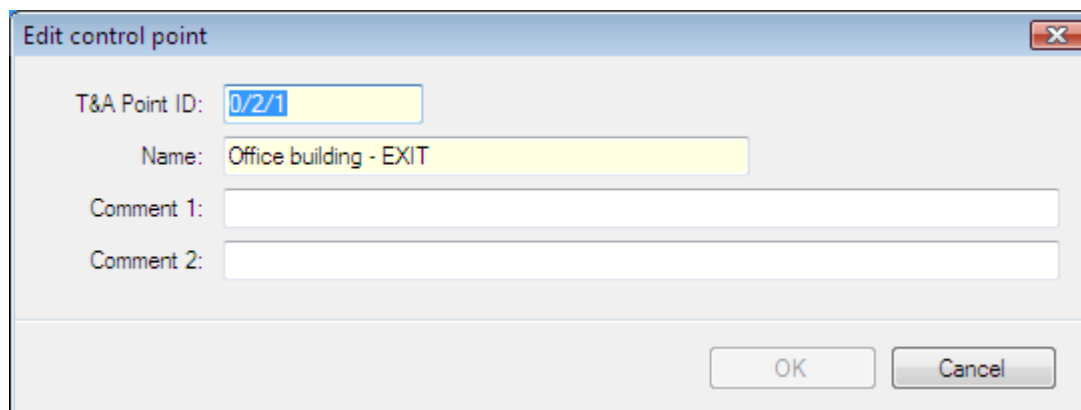 Edit control point
T&A Point ID: 0/2/1
Name: Office building - EXIT
Comment 1:
Comment 2:
OK Cancel